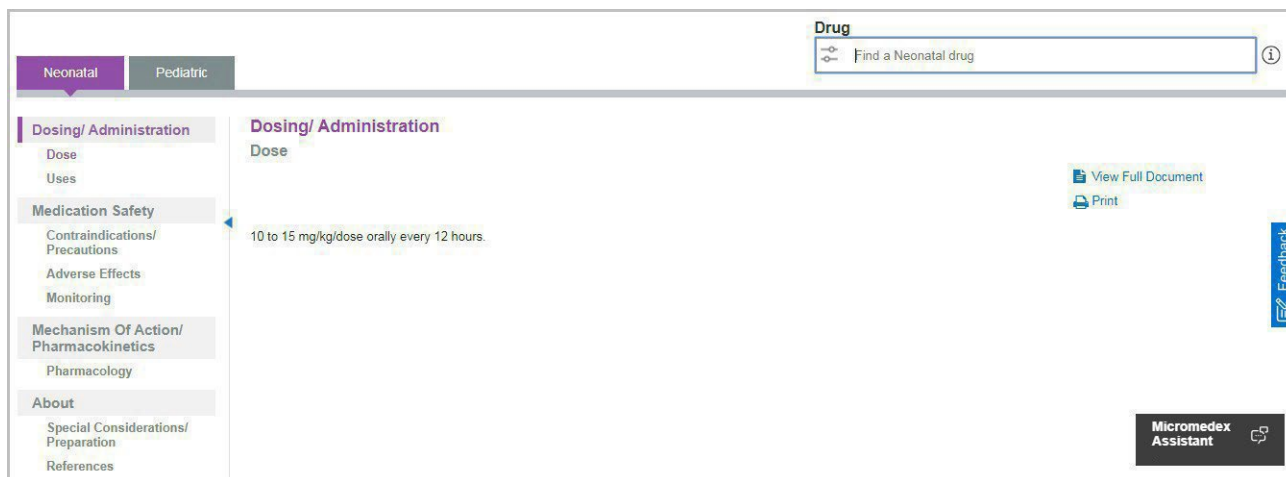 Drug
Find a Neonatal drug
Neonatal
Pediatric
Dosing/ Administration
Dose
Uses
Medication Safety
Contraindications/
Precautions
Adverse Effects
Monitoring
Mechanism Of Action/
Pharmacokinetics
Pharmacology
About
Special Considerations/
Preparation
References
Dosing/ Administration
Dose
View Full Document
Print
10 to 15 mg/kg/dose orally every 12 hours.
Feedback
Micromedex
Assistant